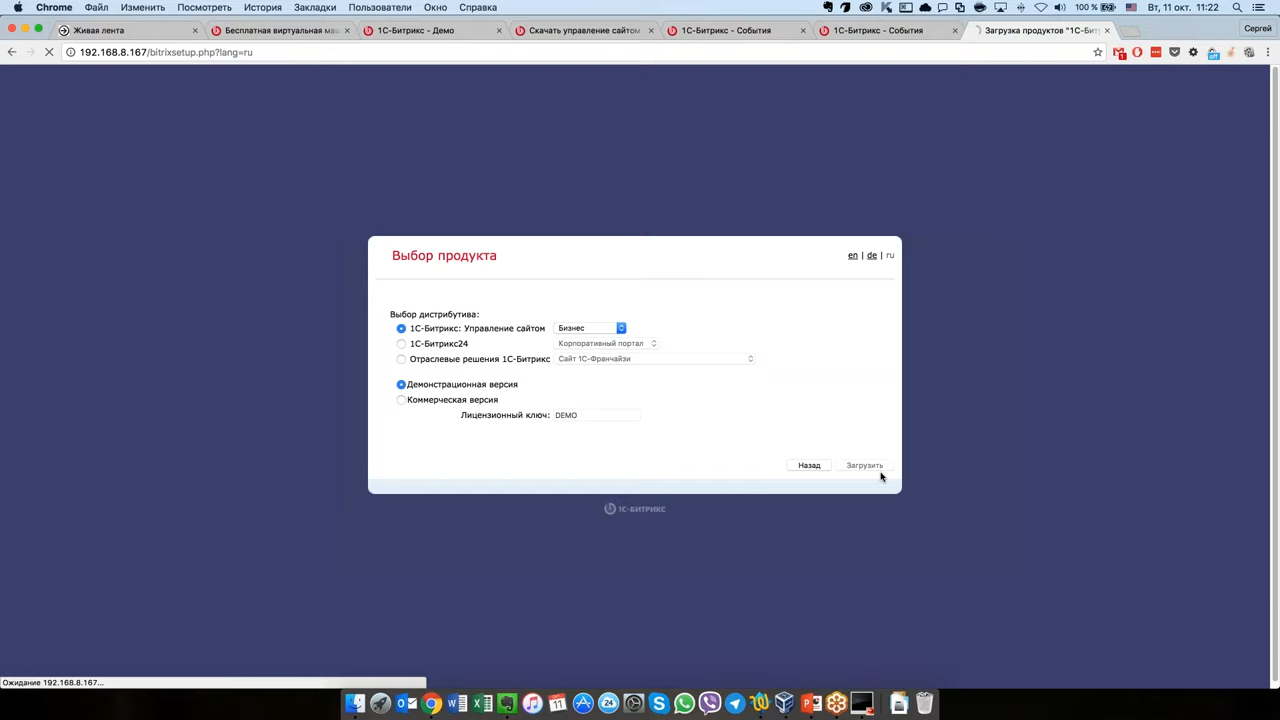 Chrome Файл Изменить Посмотреть История Закладки Пользователи Окно Справка 100 % Вт, 11 окт. 11:22
Живая лента Бесплатная виртуальная маш 1С-Битрикс - Демо Скачать управление сайтом 1С-Битрикс - События 1С-Битрикс - События Загрузка продуктов "1С-Бит Сергей
192.168.8.167/bitrixsetup.php?lang=ru
Выбор продукта en | de | ru
Выбор дистрибутива:
1С-Битрикс: Управление сайтом Бизнес
1С-Битрикс24 Корпоративный портал
Отраслевые решения 1С-Битрикс Сайт 1С-Франчайзи
Демонстрационная версия
Коммерческая версия
Лицензионный ключ: DEMO
Назад Загрузить
1С-БИТРИКС
Ожидание 192.168.8.167...